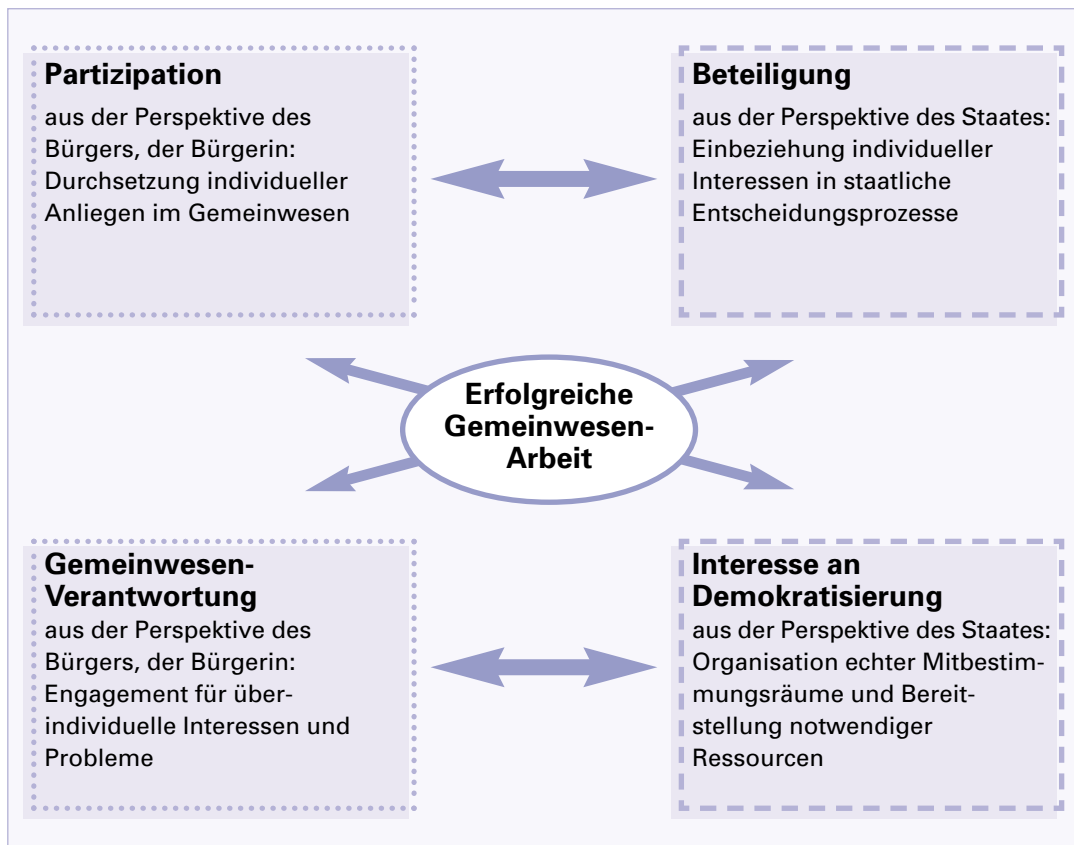 Partizipation
aus der Perspektive des
Bürgers, der Bürgerin:
Durchsetzung individueller
Anliegen im Gemeinwesen
Beteiligung
aus der Perspektive des Staates:
Einbeziehung individueller
Interessen in staatliche
Entscheidungsprozesse
Erfolgreiche
Gemeinwesen-
Arbeit
Gemeinwesen-
Verantwortung
aus der Perspektive des
Bürgers, der Bürgerin:
Engagement für über-
individuelle Interessen und
Probleme
Interesse an
Demokratisierung
aus der Perspektive des Staates:
Organisation echter Mitbestim-
mungsräume und Bereit-
stellung notwendiger
Ressourcen